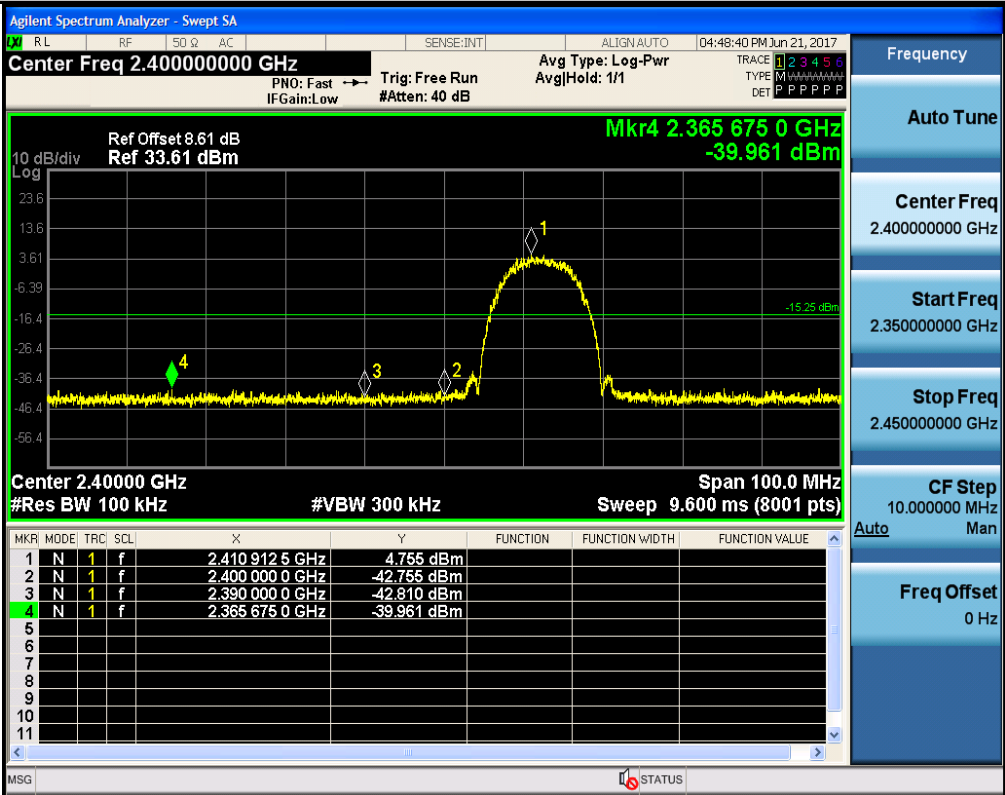 Agilent Spectrum Analyzer - Swept SA
LXI RL RF 50 Ω AC SENSE:INT ALIGN AUTO 04:48:40 PM Jun 21, 2017
Center Freq 2.400000000 GHz
PNO: Fast
IFGain:Low
Trig: Free Run
#Atten: 40 dB
Avg Type: Log-Pwr
Avg|Hold: 1/1
TRACE 1 2 3 4 5 6
TYPE M
DET P P P P P P
Ref Offset 8.61 dB
10 dB/div Ref 33.61 dBm
Log
Mkr4 2.365 675 0 GHz
-39.961 dBm
23.6
13.6
3.61
-6.39
-16.4
-26.4
-36.4
-46.4
-56.4
1
-15.25 dBm
4
3
2
Center 2.40000 GHz Span 100.0 MHz
#Res BW 100 kHz #VBW 300 kHz Sweep 9.600 ms (8001 pts)
MKR MODE TRC SCL X Y FUNCTION FUNCTION WIDTH FUNCTION VALUE
1 N 1 f 2.410 912 5 GHz 4.755 dBm
2 N 1 f 2.400 000 0 GHz -42.755 dBm
3 N 1 f 2.390 000 0 GHz -42.810 dBm
4 N 1 f 2.365 675 0 GHz -39.961 dBm
5
6
7
8
9
10
11
MSG STATUS
Frequency
Auto Tune
Center Freq
2.400000000 GHz
Start Freq
2.350000000 GHz
Stop Freq
2.450000000 GHz
CF Step
10.000000 MHz
Auto Man
Freq Offset
0 Hz